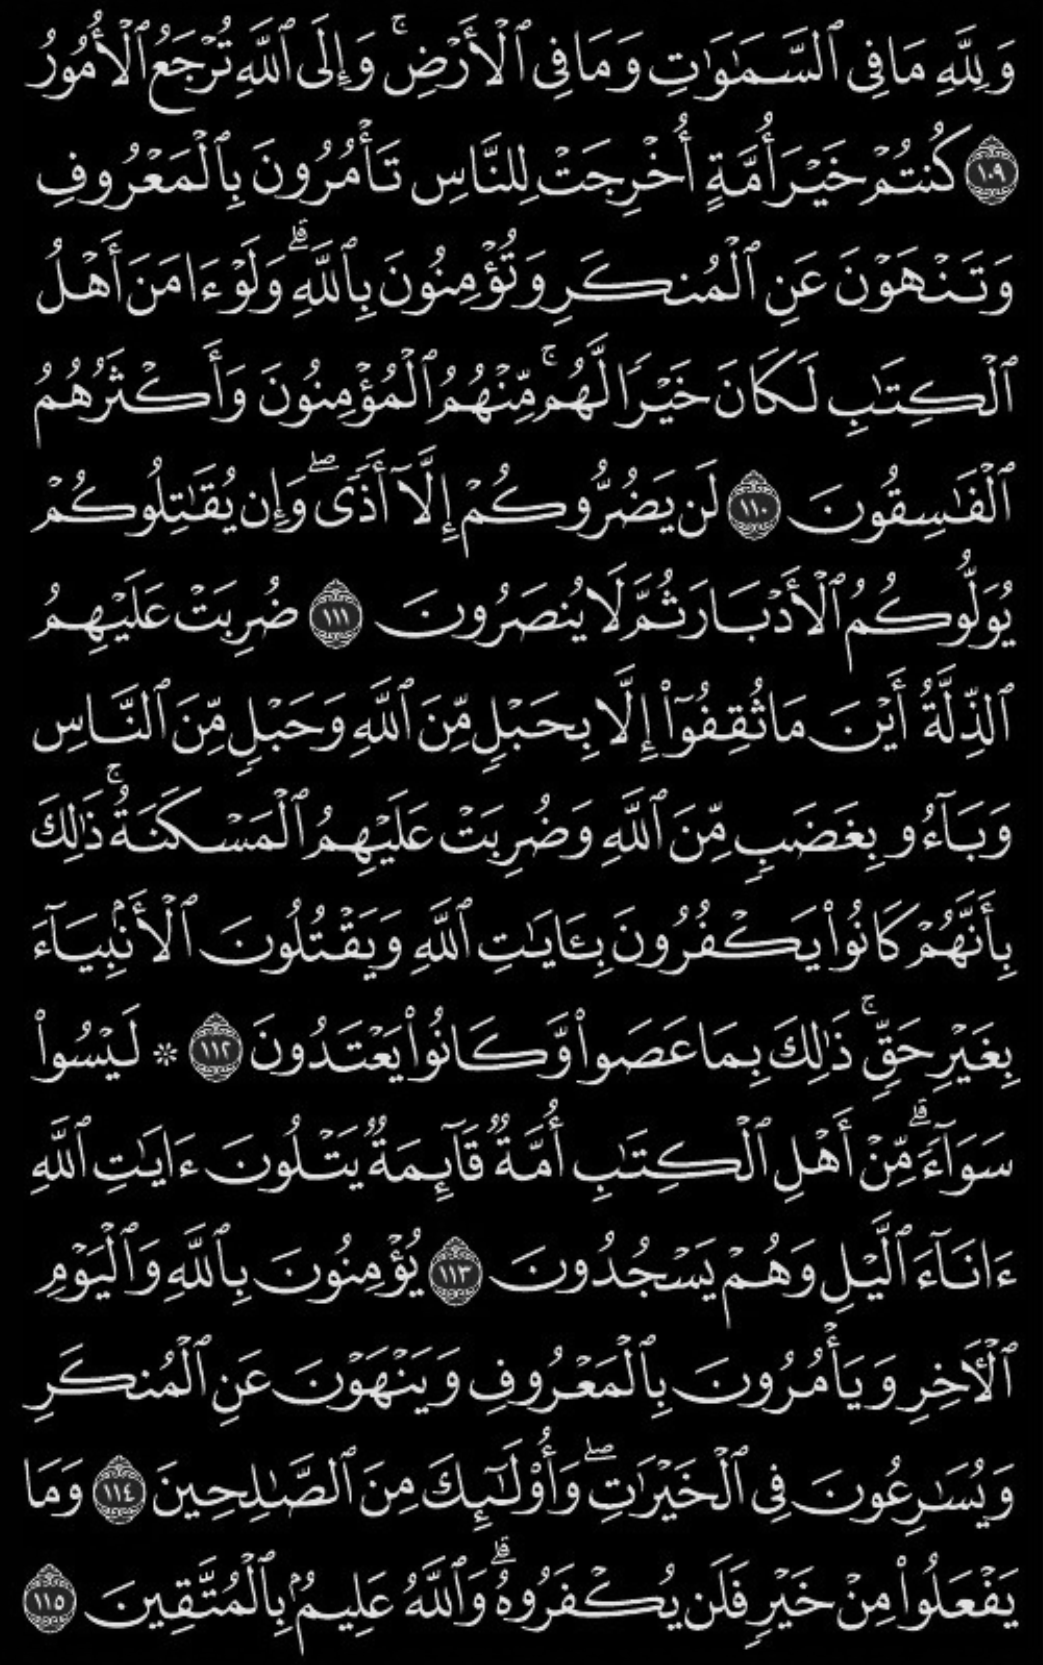 وَلِلَّهِ مَا فِي ٱلسَّمَٰوَٰتِ وَمَا فِي ٱلۡأَرۡضِۚ وَإِلَى ٱللَّهِ تُرۡجَعُ ٱلۡأُمُورُ
١٠٩ كُنتُمۡ خَيۡرَ أُمَّةٍ أُخۡرِجَتۡ لِلنَّاسِ تَأۡمُرُونَ بِٱلۡمَعۡرُوفِ
وَتَنۡهَوۡنَ عَنِ ٱلۡمُنكَرِ وَتُؤۡمِنُونَ بِٱللَّهِۗ وَلَوۡ ءَامَنَ أَهۡلُ
ٱلۡكِتَٰبِ لَكَانَ خَيۡرٗا لَّهُمۚ مِّنۡهُمُ ٱلۡمُؤۡمِنُونَ وَأَكۡثَرُهُمُ
ٱلۡفَٰسِقُونَ ١١٠ لَن يَضُرُّوكُمۡ إِلَّآ أَذٗىۖ وَإِن يُقَٰتِلُوكُمۡ
يُوَلُّوكُمُ ٱلۡأَدۡبَارَ ثُمَّ لَا يُنصَرُونَ ١١١ ضُرِبَتۡ عَلَيۡهِمُ
ٱلذِّلَّةُ أَيۡنَ مَا ثُقِفُوٓاْ إِلَّا بِحَبۡلٖ مِّنَ ٱللَّهِ وَحَبۡلٖ مِّنَ ٱلنَّاسِ
وَبَآءُو بِغَضَبٖ مِّنَ ٱللَّهِ وَضُرِبَتۡ عَلَيۡهِمُ ٱلۡمَسۡكَنَةُۚ ذَٰلِكَ
بِأَنَّهُمۡ كَانُواْ يَكۡفُرُونَ بِـَٔايَٰتِ ٱللَّهِ وَيَقۡتُلُونَ ٱلۡأَنۢبِيَآءَ
بِغَيۡرِ حَقّٖۚ ذَٰلِكَ بِمَا عَصَواْ وَّكَانُواْ يَعۡتَدُونَ ١١٢ ۞ لَيۡسُواْ
سَوَآءٗۗ مِّنۡ أَهۡلِ ٱلۡكِتَٰبِ أُمَّةٞ قَآئِمَةٞ يَتۡلُونَ ءَايَٰتِ ٱللَّهِ
ءَانَآءَ ٱلَّيۡلِ وَهُمۡ يَسۡجُدُونَ ١١٣ يُؤۡمِنُونَ بِٱللَّهِ وَٱلۡيَوۡمِ
ٱلۡأٓخِرِ وَيَأۡمُرُونَ بِٱلۡمَعۡرُوفِ وَيَنۡهَوۡنَ عَنِ ٱلۡمُنكَرِ
وَيُسَٰرِعُونَ فِي ٱلۡخَيۡرَٰتِۖ وَأُوْلَٰٓئِكَ مِنَ ٱلصَّٰلِحِينَ ١١٤ وَمَا
يَفۡعَلُواْ مِنۡ خَيۡرٖ فَلَن يُكۡفَرُوهُۗ وَٱللَّهُ عَلِيمُۢ بِٱلۡمُتَّقِينَ ١١٥